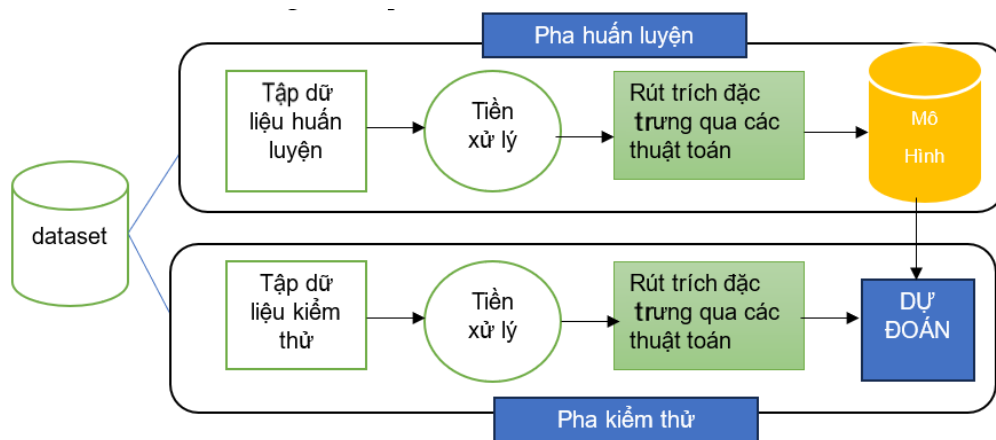 Pha huấn luyện
Tập dữ
liệu huấn
luyện
Tiền
xử lý
Rút trích đặc
trưng qua các
thuật toán
Mô
Hình
dataset
Tập dữ
liệu kiểm
thử
Tiền
xử lý
Rút trích đặc
trưng qua các
thuật toán
DỰ
ĐOÁN
Pha kiểm thử